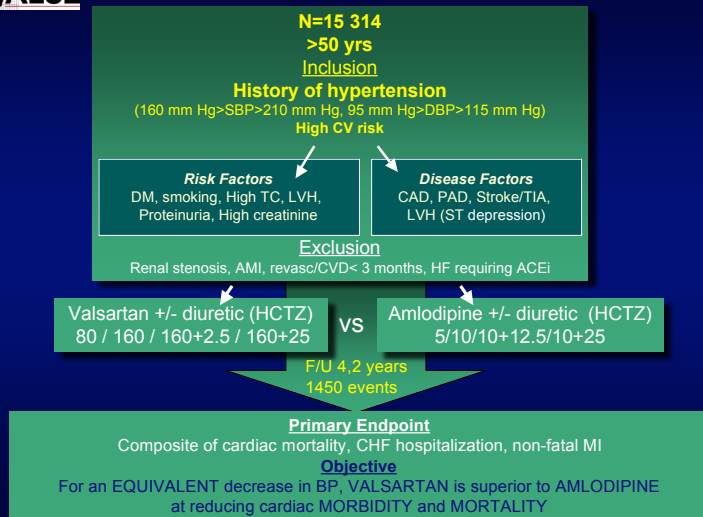 N=15 314
>50 yrs
Inclusion
History of hypertension
(160 mm Hg>SBP>210 mm Hg, 95 mm Hg>DBP>115 mm Hg)
High CV risk
Risk Factors
DM, smoking, High TC, LVH,
Proteinuria, High creatinine
Disease Factors
CAD, PAD, Stroke/TIA,
LVH (ST depression)
Exclusion
Renal stenosis, AMI, revasc/CVD< 3 months, HF requiring ACEi
Valsartan +/- diuretic (HCTZ)
80 / 160 / 160+2.5 / 160+25
VS
Amlodipine +/- diuretic (HCTZ)
5/10/10+12.5/10+25
F/U 4,2 years
1450 events
Primary Endpoint
Composite of cardiac mortality, CHF hospitalization, non-fatal MI
Objective
For an EQUIVALENT decrease in BP, VALSARTAN is superior to AMLODIPINE
at reducing cardiac MORBIDITY and MORTALITY